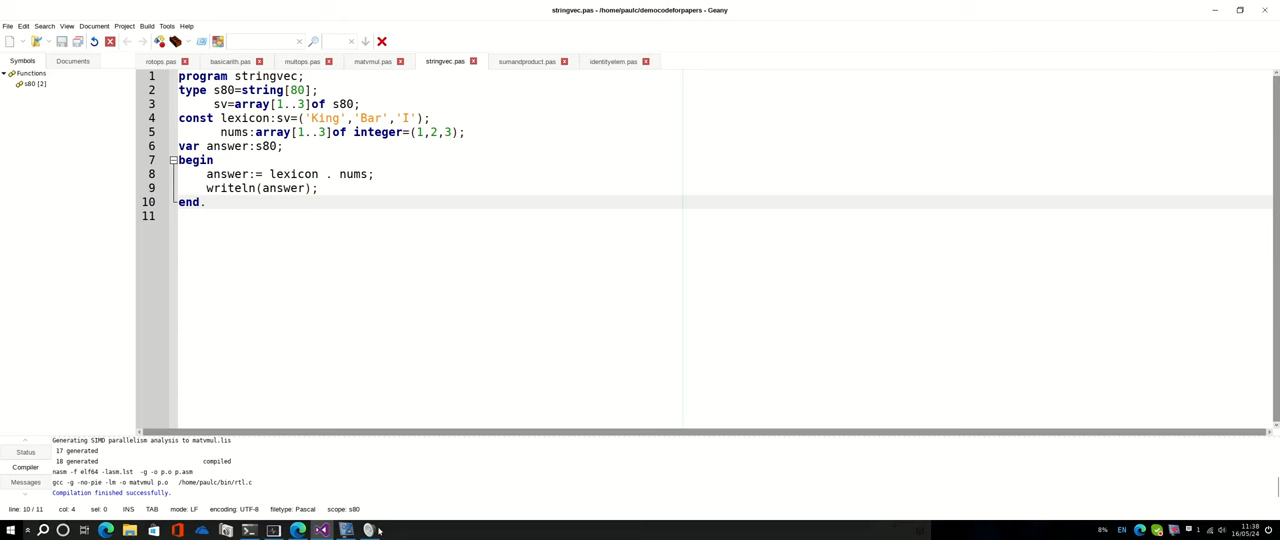 stringvec.pas - /home/paulc/democodeforpapers - Geany
File Edit Search View Document Project Build Tools Help
Symbols Documents
rotops.pas basicarith.pas multops.pas matvmul.pas stringvec.pas sumandproduct.pas identityelem.pas
Functions
s80 [2]
1 program stringvec;
2 type s80=string[80];
3 sv=array[1..3]of s80;
4 const lexicon:sv=('King','Bar','I');
5 nums:array[1..3]of integer=(1,2,3);
6 var answer:s80;
7 begin
8 answer:= lexicon . nums;
9 writeln(answer);
10 end.
11
Status
Compiler
Messages
Generating SIMD parallelism analysis to matvmul.lis
17 generated
18 generated compiled
nasm -f elf64 -lasm.lst -g -o p.o p.asm
gcc -g -no-pie -lm -o matvmul p.o /home/paulc/bin/rtl.c
Compilation finished successfully.
line: 10 / 11 col: 4 sel: 0 INS TAB mode: LF encoding: UTF-8 filetype: Pascal scope: s80
8% EN 1 11:38
16/05/24